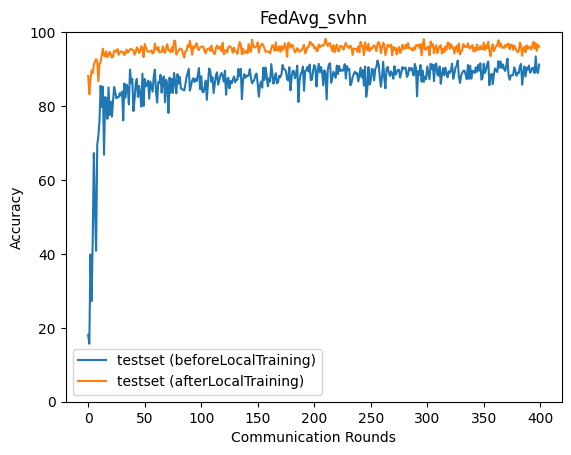 FedAvg_svhn
100
80
60
40
20
0
Accuracy
testset (beforeLocalTraining)
testset (afterLocalTraining)
0 50 100 150 200 250 300 350 400
Communication Rounds